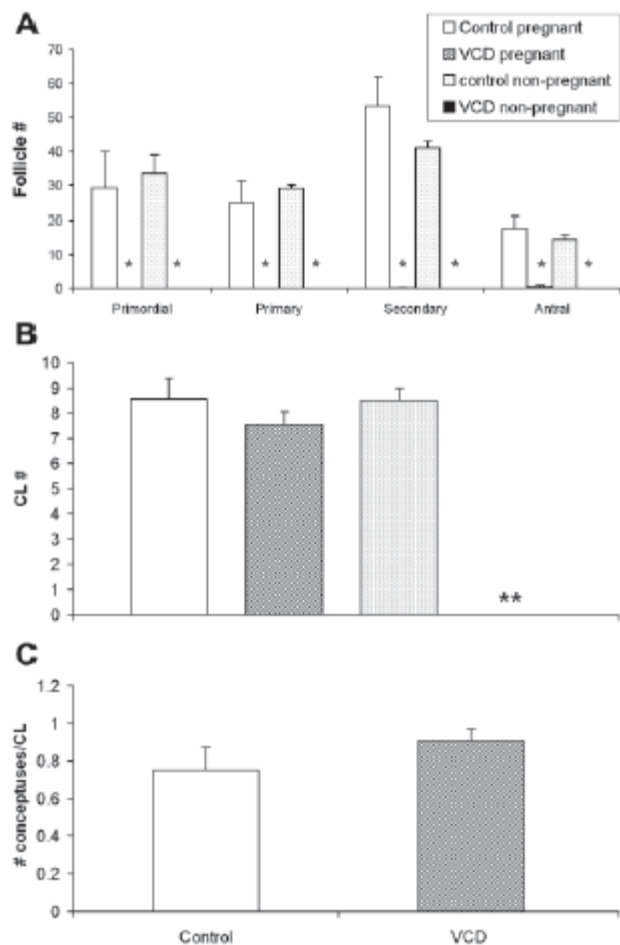 A
Control pregnant
VCD pregnant
control non-pregnant
VCD non-pregnant
Follicle #
70
60
50
40
30
20
10
0
* * * * * * * *
Primordial Primary Secondary Antral
B
CL #
10
9
8
7
6
5
4
3
2
1
0
**
C
# conceptuses/CL
1.2
1
0.8
0.6
0.4
0.2
0
Control VCD